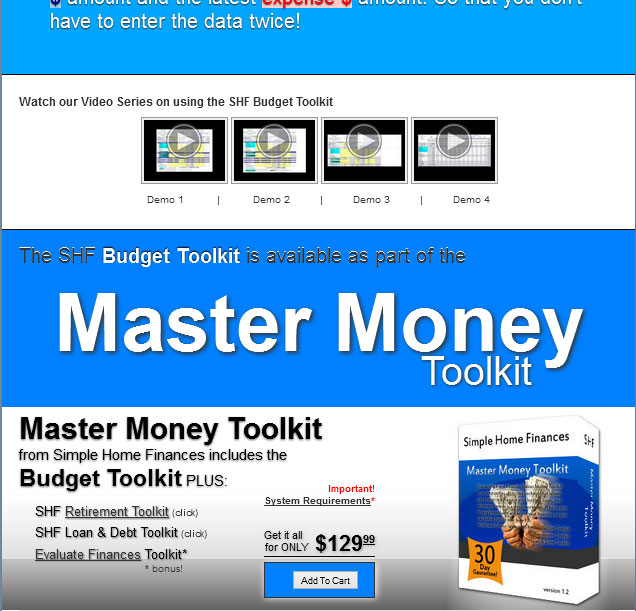 $ amount and the latest expense $ amount. So that you don't
have to enter the data twice!
Watch our Video Series on using the SHF Budget Toolkit
Demo 1 | Demo 2 | Demo 3 | Demo 4
The SHF Budget Toolkit is available as part of the
Master Money
Toolkit
Master Money Toolkit
from Simple Home Finances includes the
Budget Toolkit PLUS:
SHF Retirement Toolkit (click)
SHF Loan & Debt Toolkit (click)
Evaluate Finances Toolkit*
* bonus!
Important!
System Requirements*
Get it all
for ONLY $129.99
Add To Cart
Simple Home Finances
SHF
Master Money Toolkit
Master Money Toolkit
30
Day
version 1.2